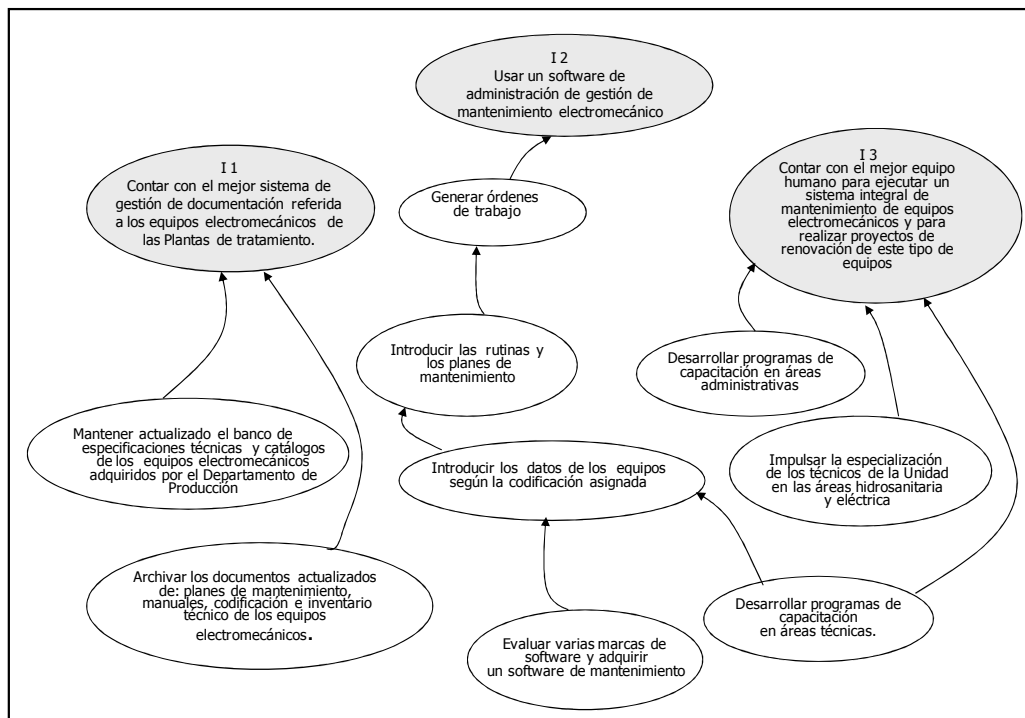 I 2
Usar un software de
administración de gestión de
mantenimiento electromecánico
I 1
Contar con el mejor sistema de
gestión de documentación referida
a los equipos electromecánicos de
las Plantas de tratamiento.
Generar órdenes
de trabajo
I 3
Contar con el mejor equipo
humano para ejecutar un
sistema integral de
mantenimiento de equipos
electromecánicos y para
realizar proyectos de
renovación de este tipo de
equipos
Introducir las rutinas y
los planes de
mantenimiento
Desarrollar programas de
capacitación en áreas
administrativas
Mantener actualizado el banco de
especificaciones técnicas y catálogos
de los equipos electromecánicos
adquiridos por el Departamento de
Producción
Introducir los datos de los equipos
según la codificación asignada
Impulsar la especialización
de los técnicos de la Unidad
en las áreas hidrosanitaria
y eléctrica
Archivar los documentos actualizados
de: planes de mantenimiento,
manuales, codificación e inventario
técnico de los equipos
electromecánicos.
Evaluar varias marcas de
software y adquirir
un software de mantenimiento
Desarrollar programas de
capacitación
en áreas técnicas.